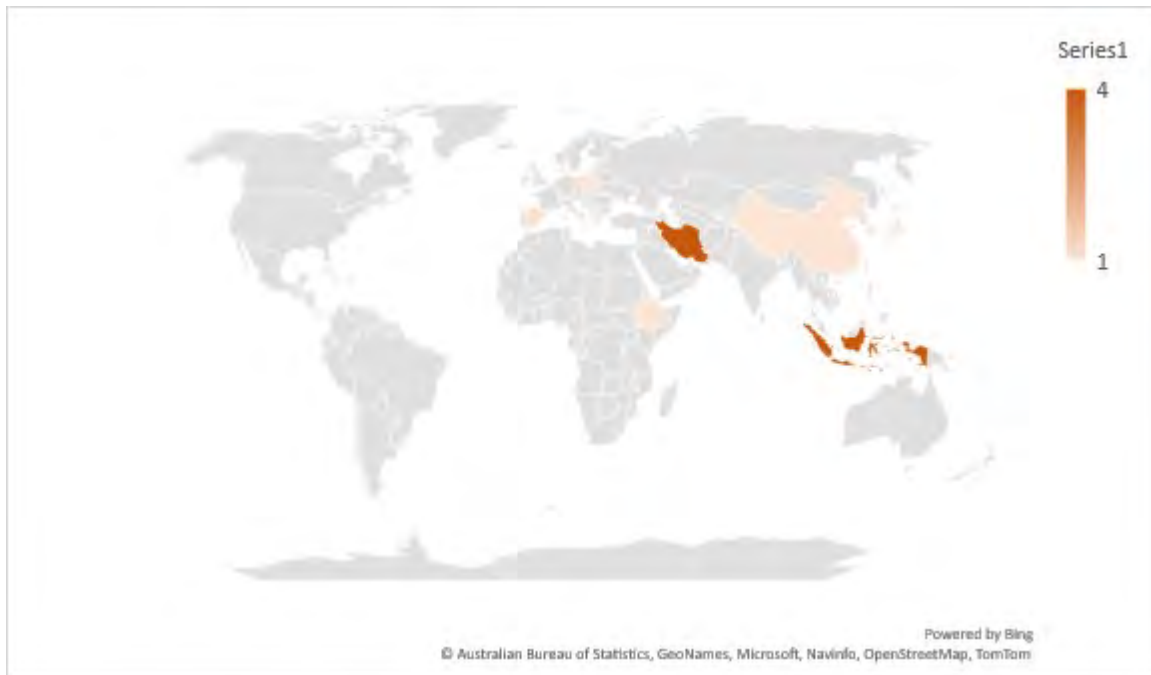 Series1
4
1
Powered by Bing
© Australian Bureau of Statistics, GeoNames, Microsoft, Navinfo, OpenStreetMap, TomTom